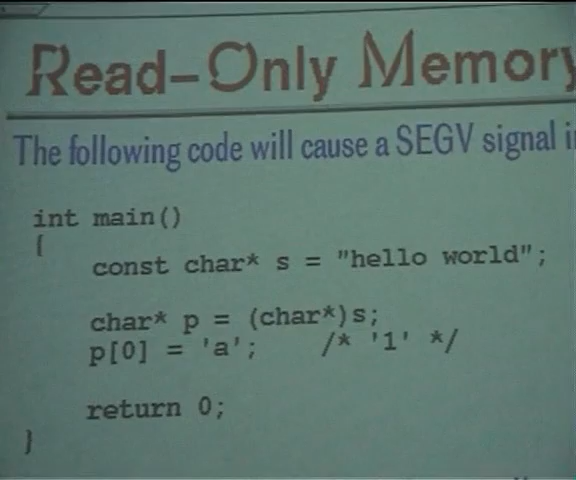 Read-Only Memory
The following code will cause a SEGV signal
int main()
{
const char* s = "hello world";
char* p = (char*)s;
p[0] = 'a'; /* '1' */
return 0;
}